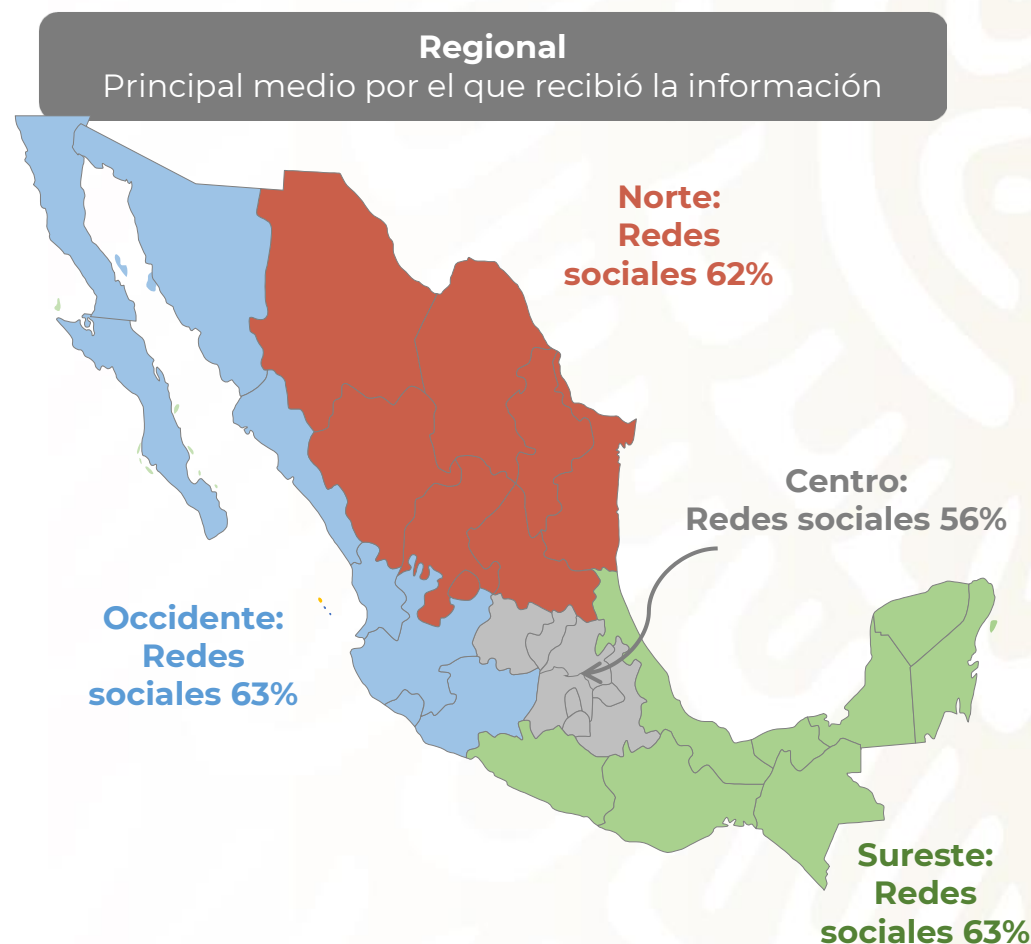 Regional
Principal medio por el que recibió la información
Norte:
Redes
sociales 62%
Centro:
Redes sociales 56%
Occidente:
Redes
sociales 63%
Sureste:
Redes
sociales 63%